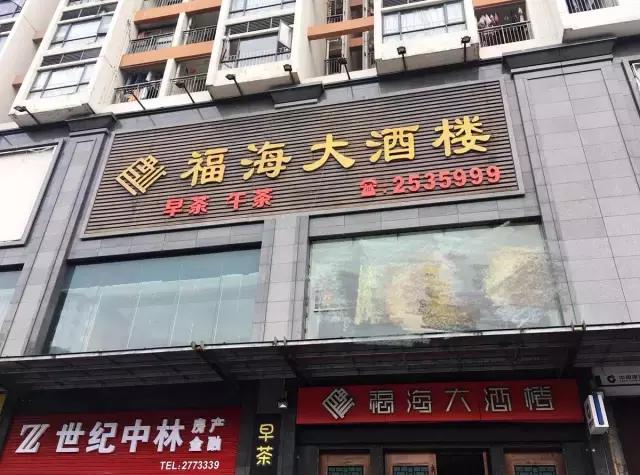 福海大酒楼
早茶 午茶 ☎:2535999
世纪中林 房产
金融
TEL:2773339
早茶
福海大酒楼